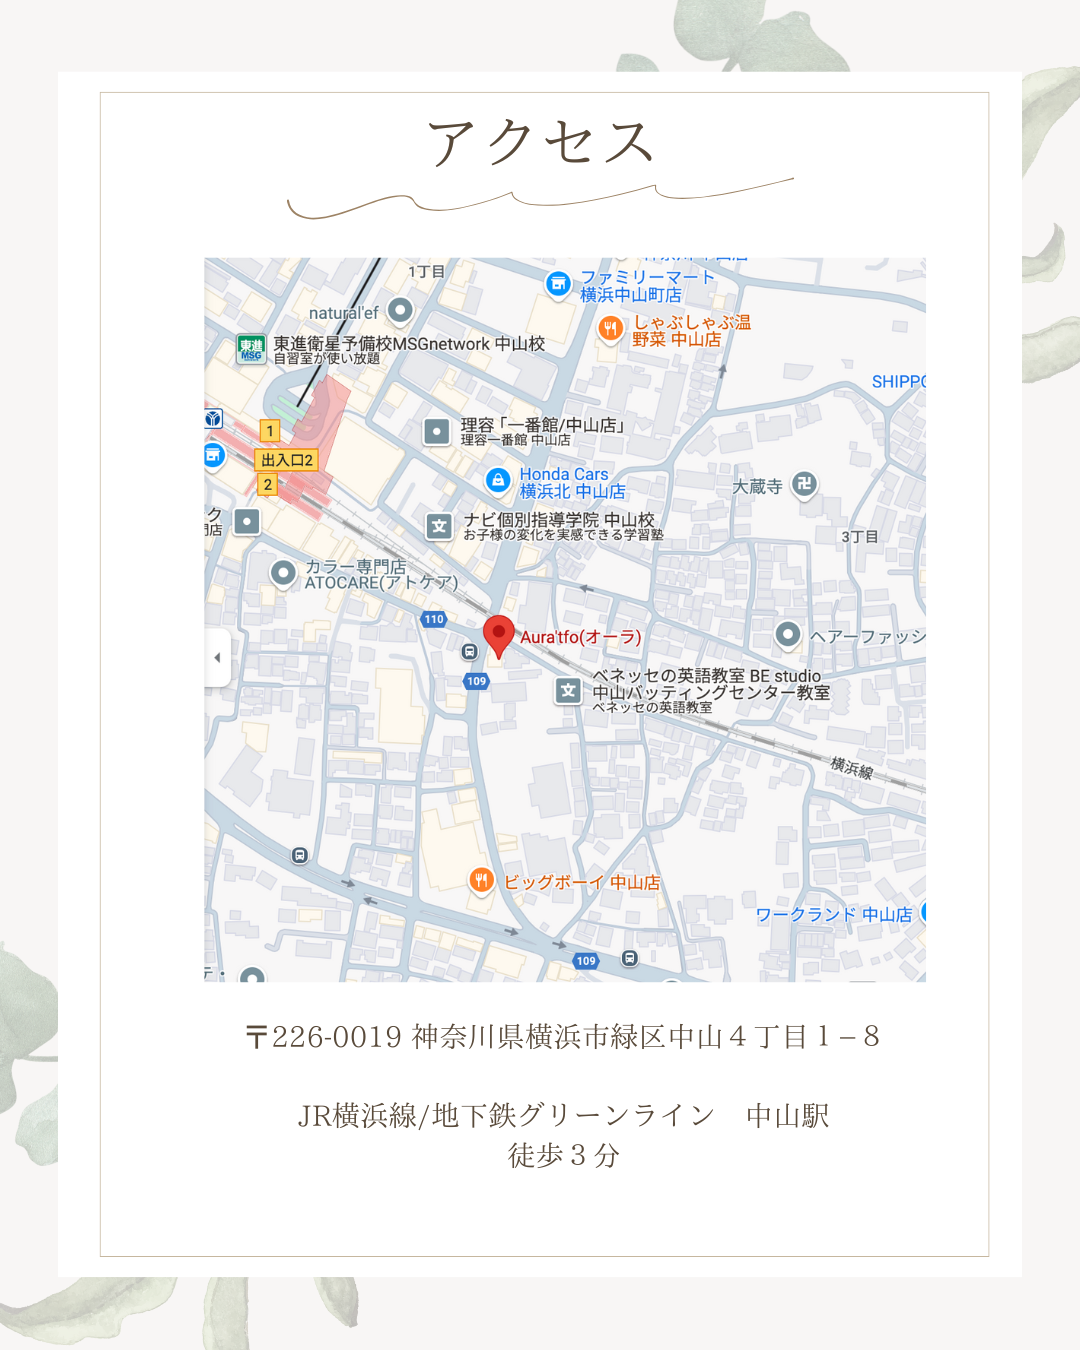 アクセス
1丁目
ファミリーマート
横浜中山町店
natural'ef
しゃぶしゃぶ温
野菜 中山店
東進
MSG
東進衛星予備校MSGnetwork 中山校
自習室が使い放題
SHIPPO
1
理容「一番館/中山店」
理容一番館 中山店
出入口2
2
Honda Cars
横浜北 中山店
大蔵寺
ク
門店
文
ナビ個別指導学院 中山校
お子様の変化を実感できる学習塾
3丁目
カラー専門店
ATOCARE(アトケア)
110
Aura'tfo(オーラ)
ヘアーファッシ
109
文
ベネッセの英語教室 BE studio
中山バッティングセンター教室
ベネッセの英語教室
横浜線
ビッグボーイ 中山店
ワークランド 中山店
109
テ・
〒226-0019 神奈川県横浜市緑区中山４丁目１−８
JR横浜線/地下鉄グリーンライン　中山駅
徒歩３分